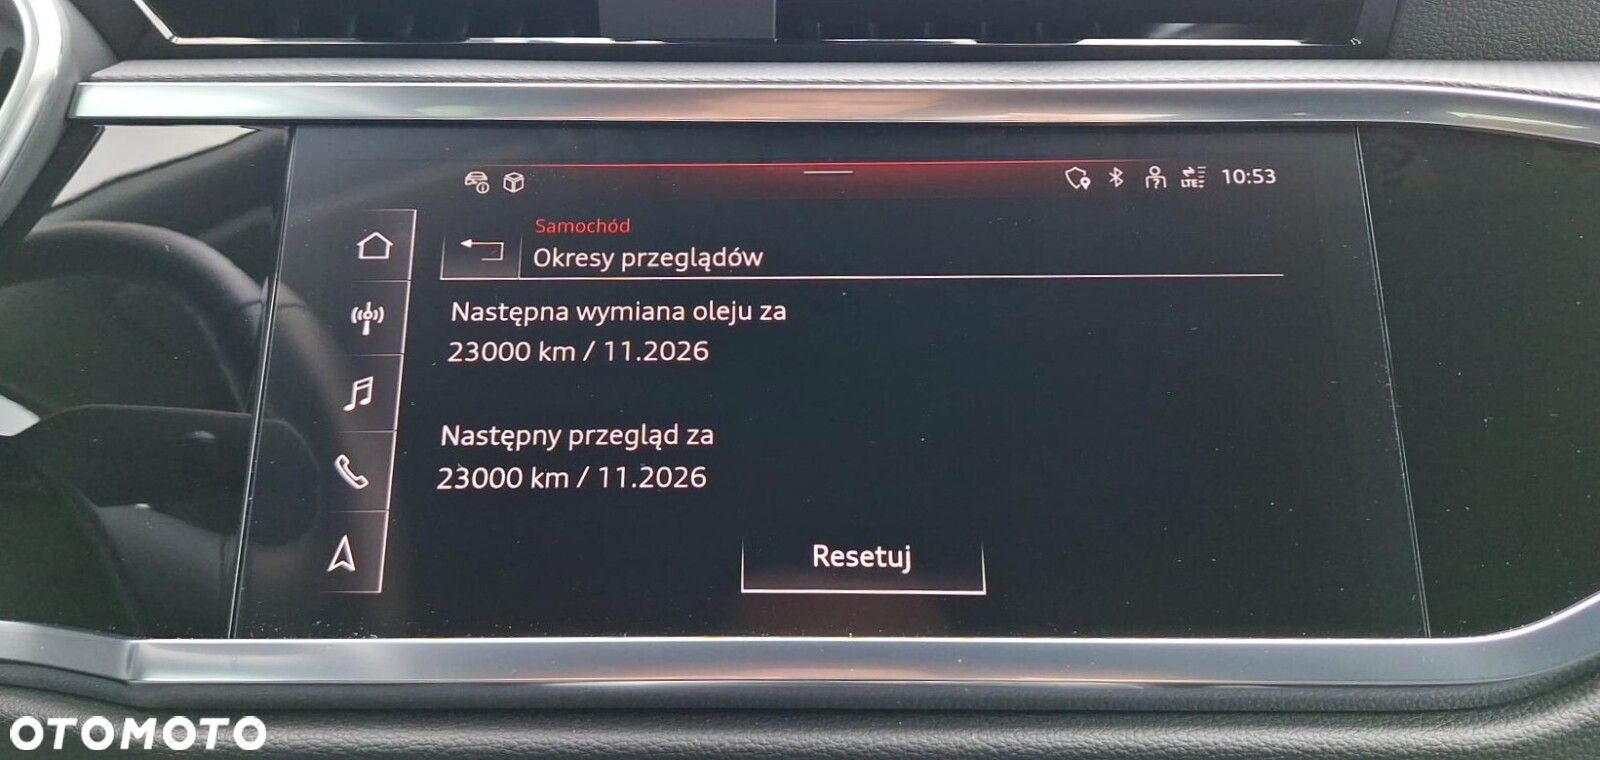 LTE 10:53
Samochód
Okresy przeglądów
Następna wymiana oleju za
23000 km / 11.2026
Następny przegląd za
23000 km / 11.2026
Resetuj
OTOMOTO